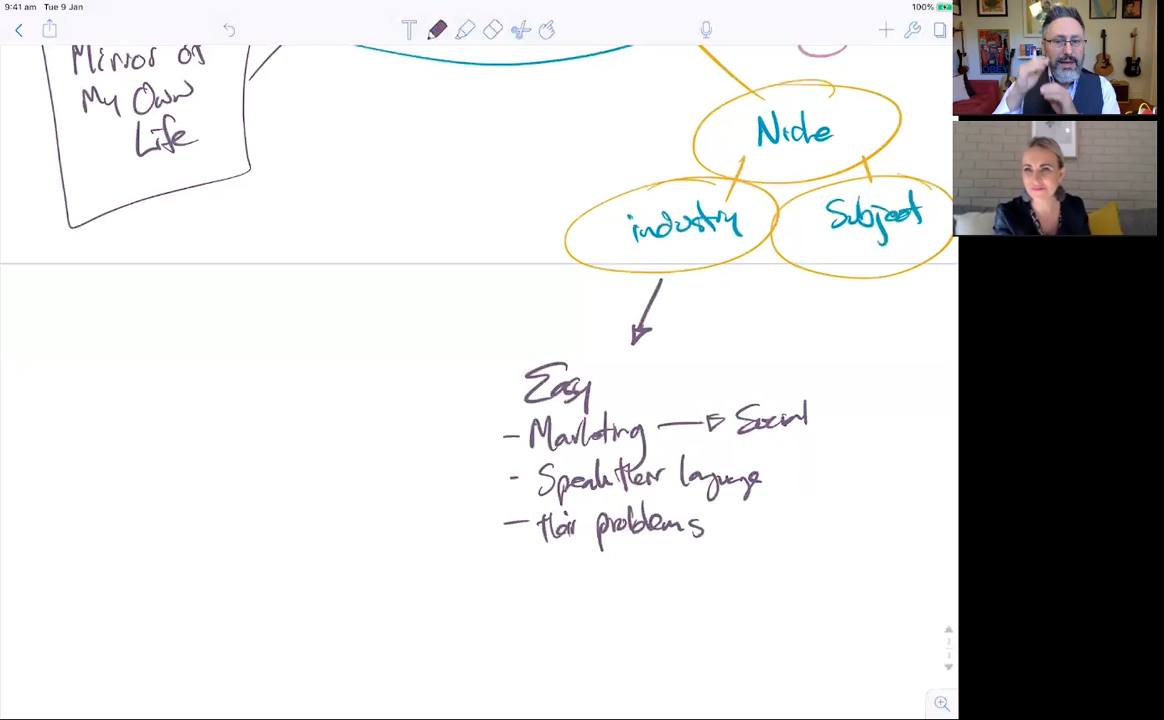 9:41 am Tue 9 Jan
100%
T
Mirror of
My Own
Life
Niche
industry
Subject
Easy
- Marketing → Social
- Speak their language
- their problems
OBEY